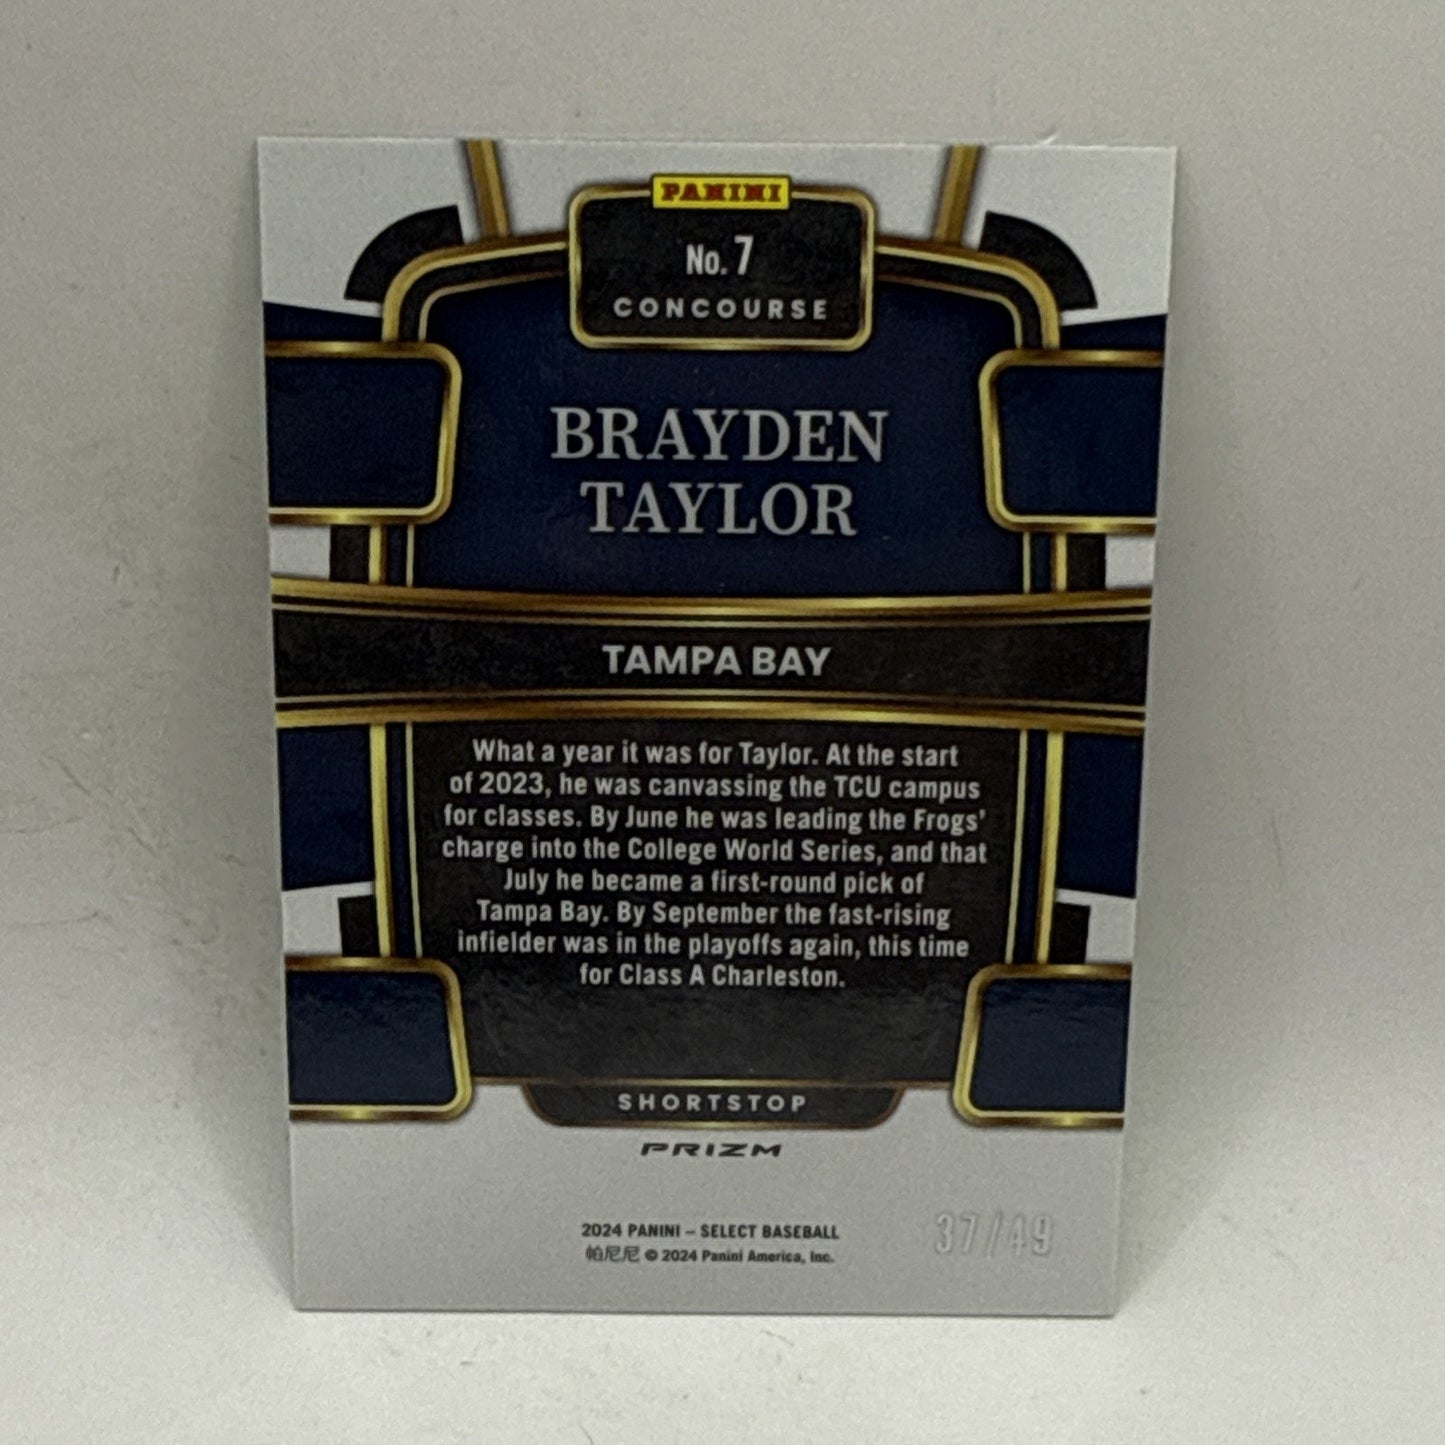 PANINI
No. 7
CONCOURSE
BRAYDEN
TAYLOR
TAMPA BAY
What a year it was for Taylor. At the start
of 2023, he was canvassing the TCU campus
for classes. By June he was leading the Frogs'
charge into the College World Series, and that
July he became a first-round pick of
Tampa Bay. By September the fast-rising
infielder was in the playoffs again, this time
for Class A Charleston.
SHORTSTOP
PRIZM
2024 PANINI – SELECT BASEBALL
帕尼尼 © 2024 Panini America, Inc.
37/49